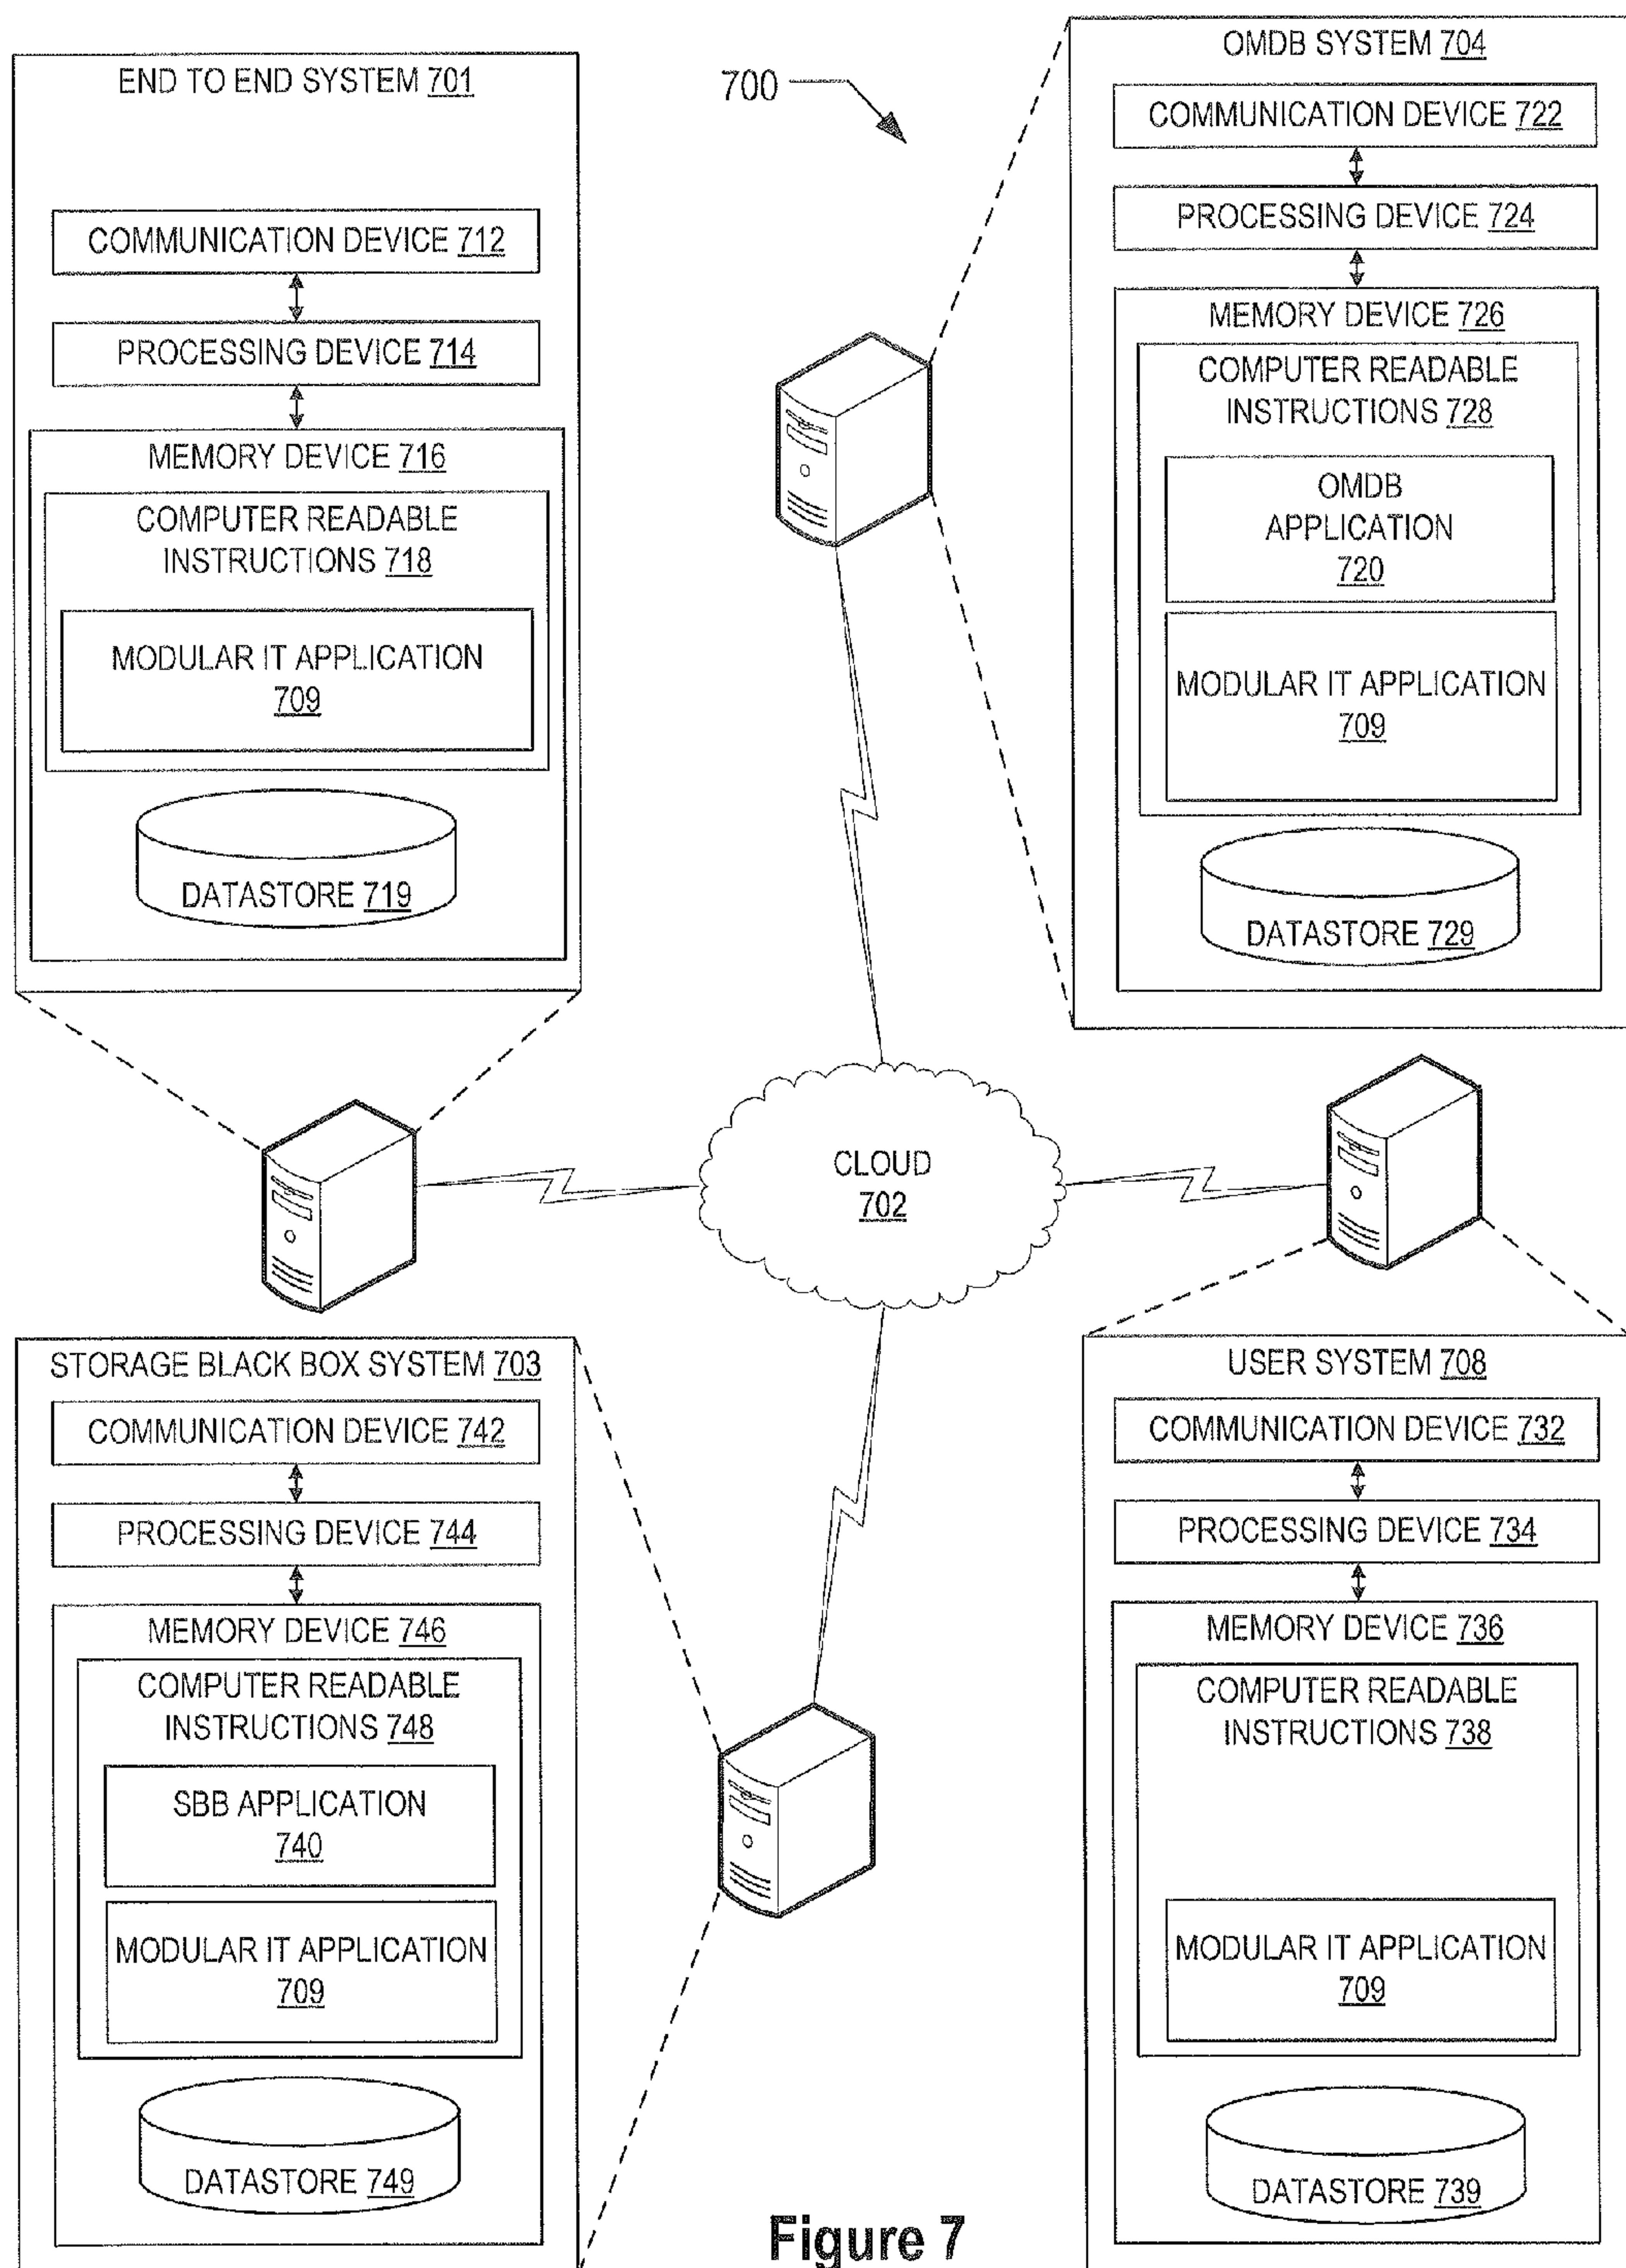 700
END TO END SYSTEM 701
COMMUNICATION DEVICE 712
PROCESSING DEVICE 714
MEMORY DEVICE 716
COMPUTER READABLE
INSTRUCTIONS 718
MODULAR IT APPLICATION
709
DATASTORE 719
OMDB SYSTEM 704
COMMUNICATION DEVICE 722
PROCESSING DEVICE 724
MEMORY DEVICE 726
COMPUTER READABLE
INSTRUCTIONS 728
OMDB
APPLICATION
720
MODULAR IT APPLICATION
709
DATASTORE 729
CLOUD
702
STORAGE BLACK BOX SYSTEM 703
COMMUNICATION DEVICE 742
PROCESSING DEVICE 744
MEMORY DEVICE 746
COMPUTER READABLE
INSTRUCTIONS 748
SBB APPLICATION
740
MODULAR IT APPLICATION
709
DATASTORE 749
USER SYSTEM 708
COMMUNICATION DEVICE 732
PROCESSING DEVICE 734
MEMORY DEVICE 736
COMPUTER READABLE
INSTRUCTIONS 738
MODULAR IT APPLICATION
709
DATASTORE 739
Figure 7